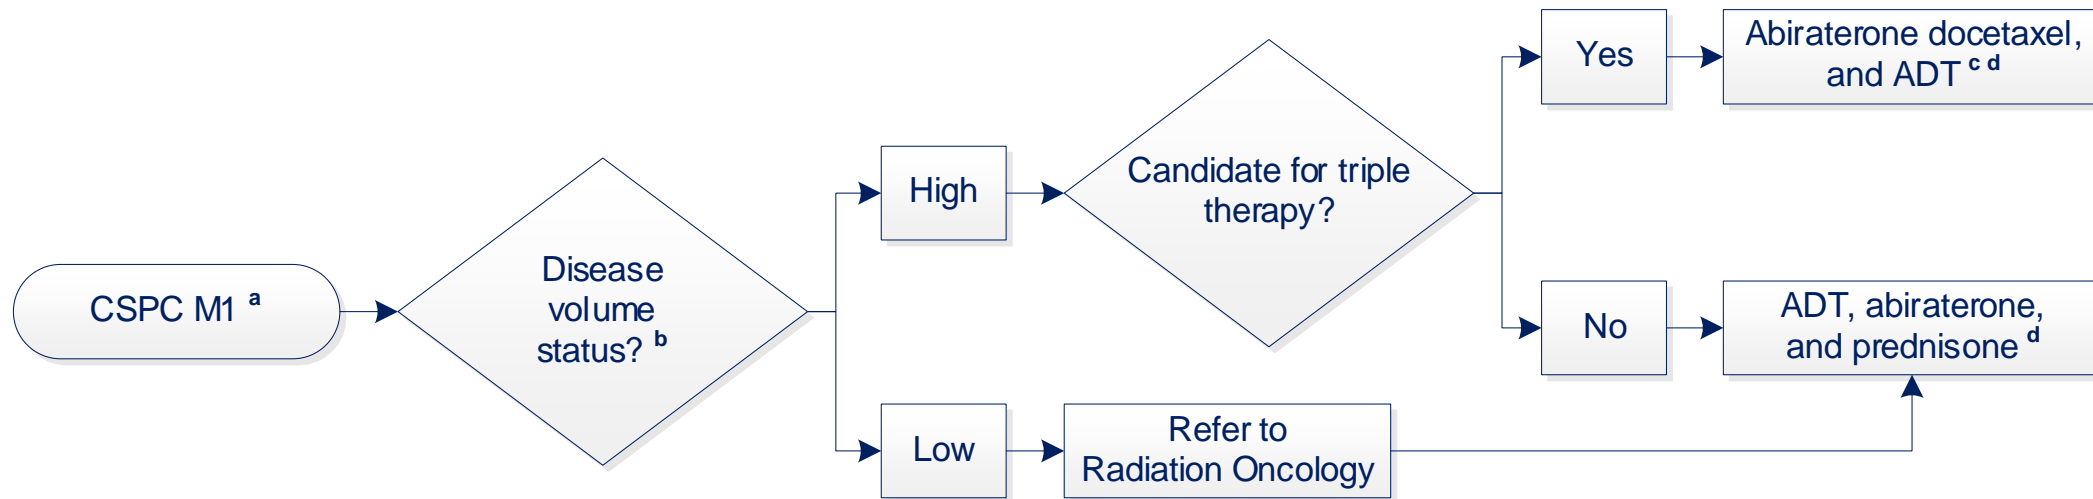 CSPC M1 a
Disease
volume
status? b
High
Low
Candidate for triple
therapy?
Refer to
Radiation Oncology
Yes
No
Abiraterone docetaxel,
and ADT c d
ADT, abiraterone,
and prednisone d